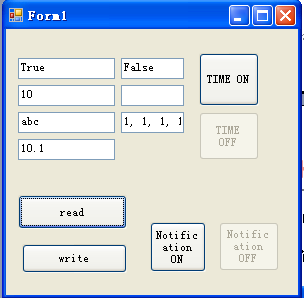 Form1
True
False
TIME ON
10
abc
1, 1, 1, 1
TIME
OFF
10.1
read
write
Notific
ation
ON
Notific
ation
OFF